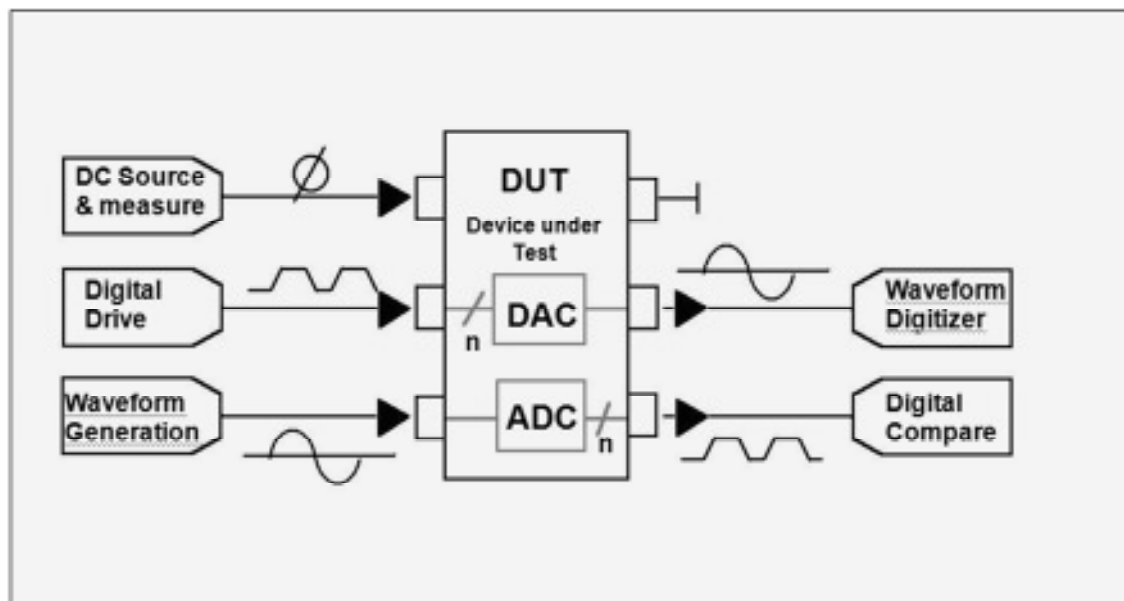 DC Source
& measure
DUT
Device under
Test
Digital
Drive
n
DAC
Waveform
Digitizer
Waveform
Generation
ADC
n
Digital
Compare